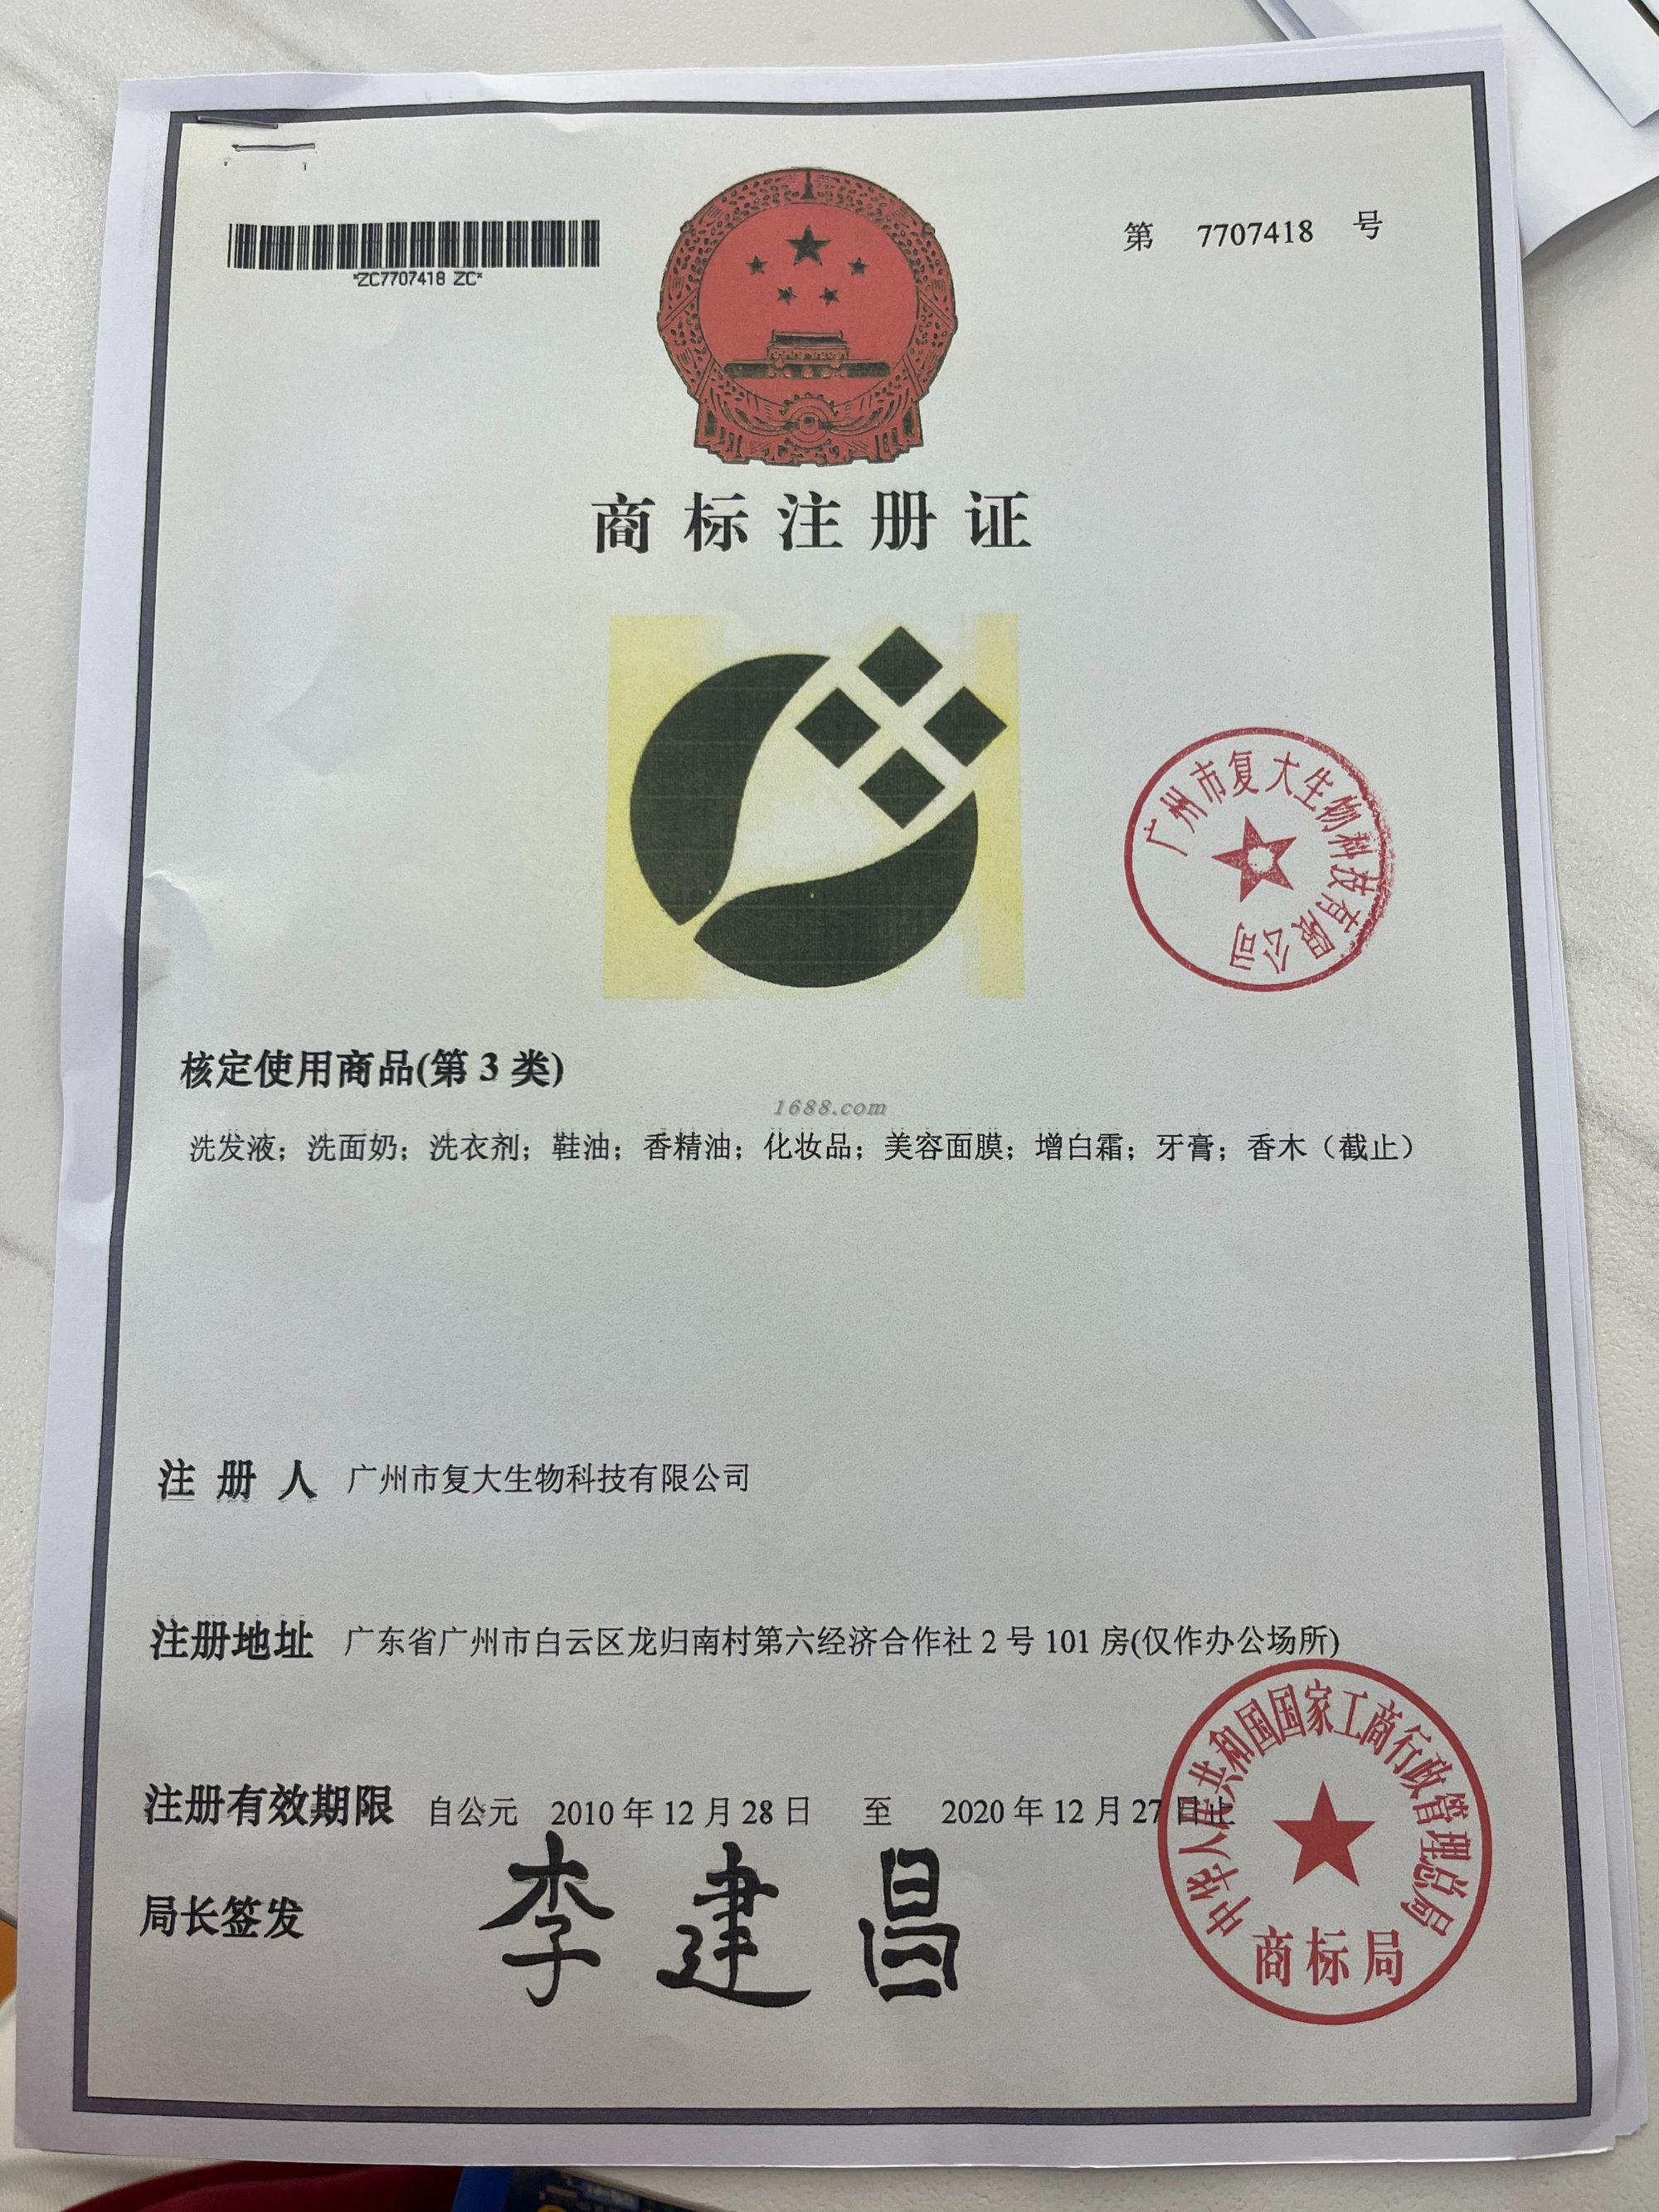 第 7707418 号
*ZC7707418 ZC*
商标注册证
广州市复大生物科技有限公司
核定使用商品(第 3 类)
1688.com
洗发液；洗面奶；洗衣剂；鞋油；香精油；化妆品；美容面膜；增白霜；牙膏；香木（截止）
注 册 人 广州市复大生物科技有限公司
注册地址 广东省广州市白云区龙归南村第六经济合作社 2 号 101 房(仅作办公场所)
注册有效期限 自公元 2010 年 12 月 28 日 至 2020 年 12 月 27 日止
局长签发 李建昌
中华人民共和国国家工商行政管理总局
商标局